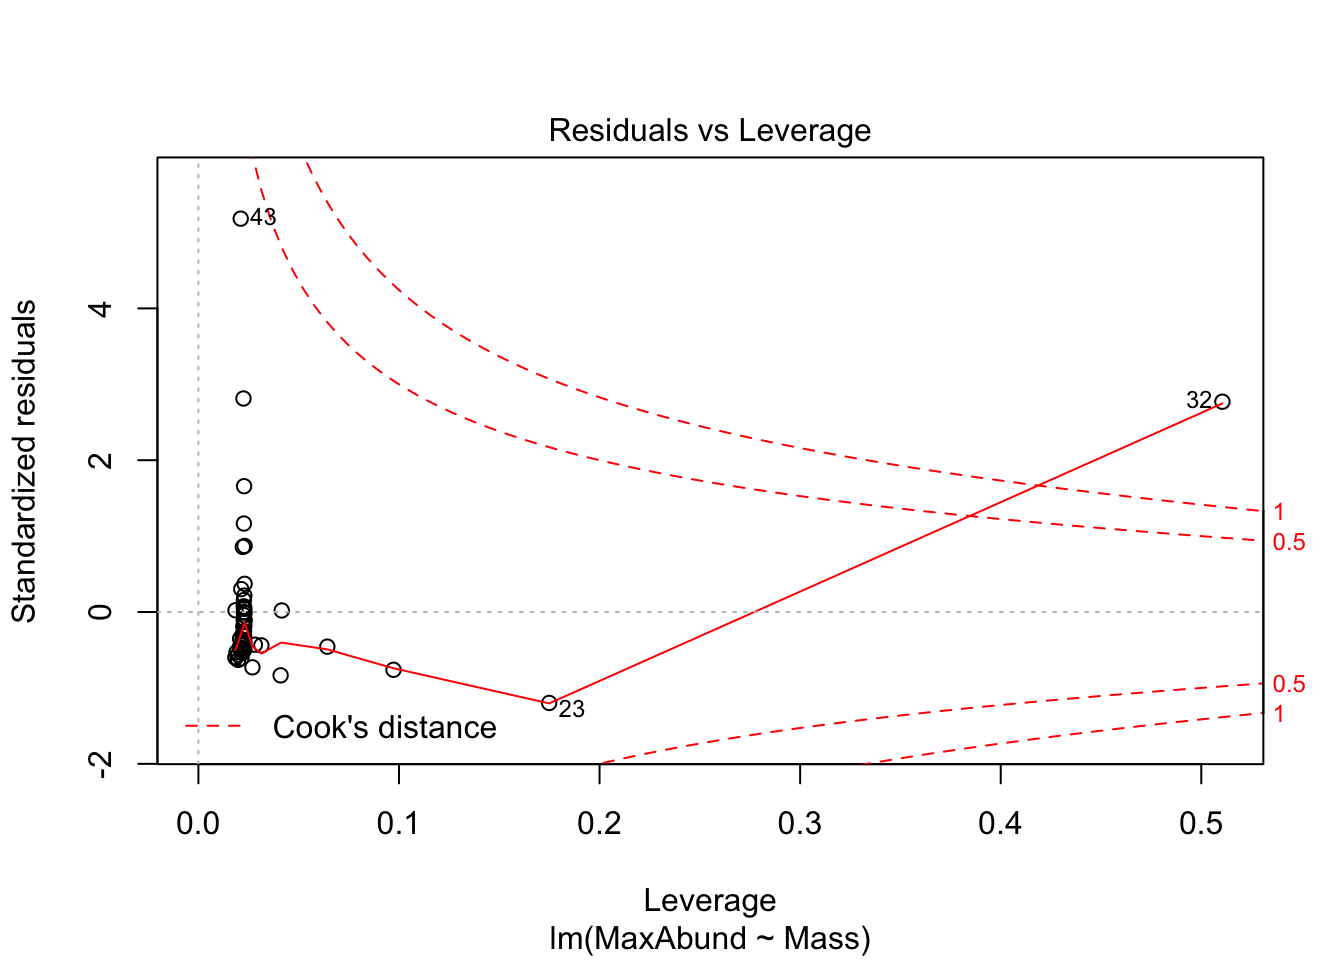 Residuals vs Leverage
Standardized residuals
4
2
0
-2
43
32
23
1
0.5
0.5
1
Cook's distance
0.0 0.1 0.2 0.3 0.4 0.5
Leverage
lm(MaxAbund ~ Mass)